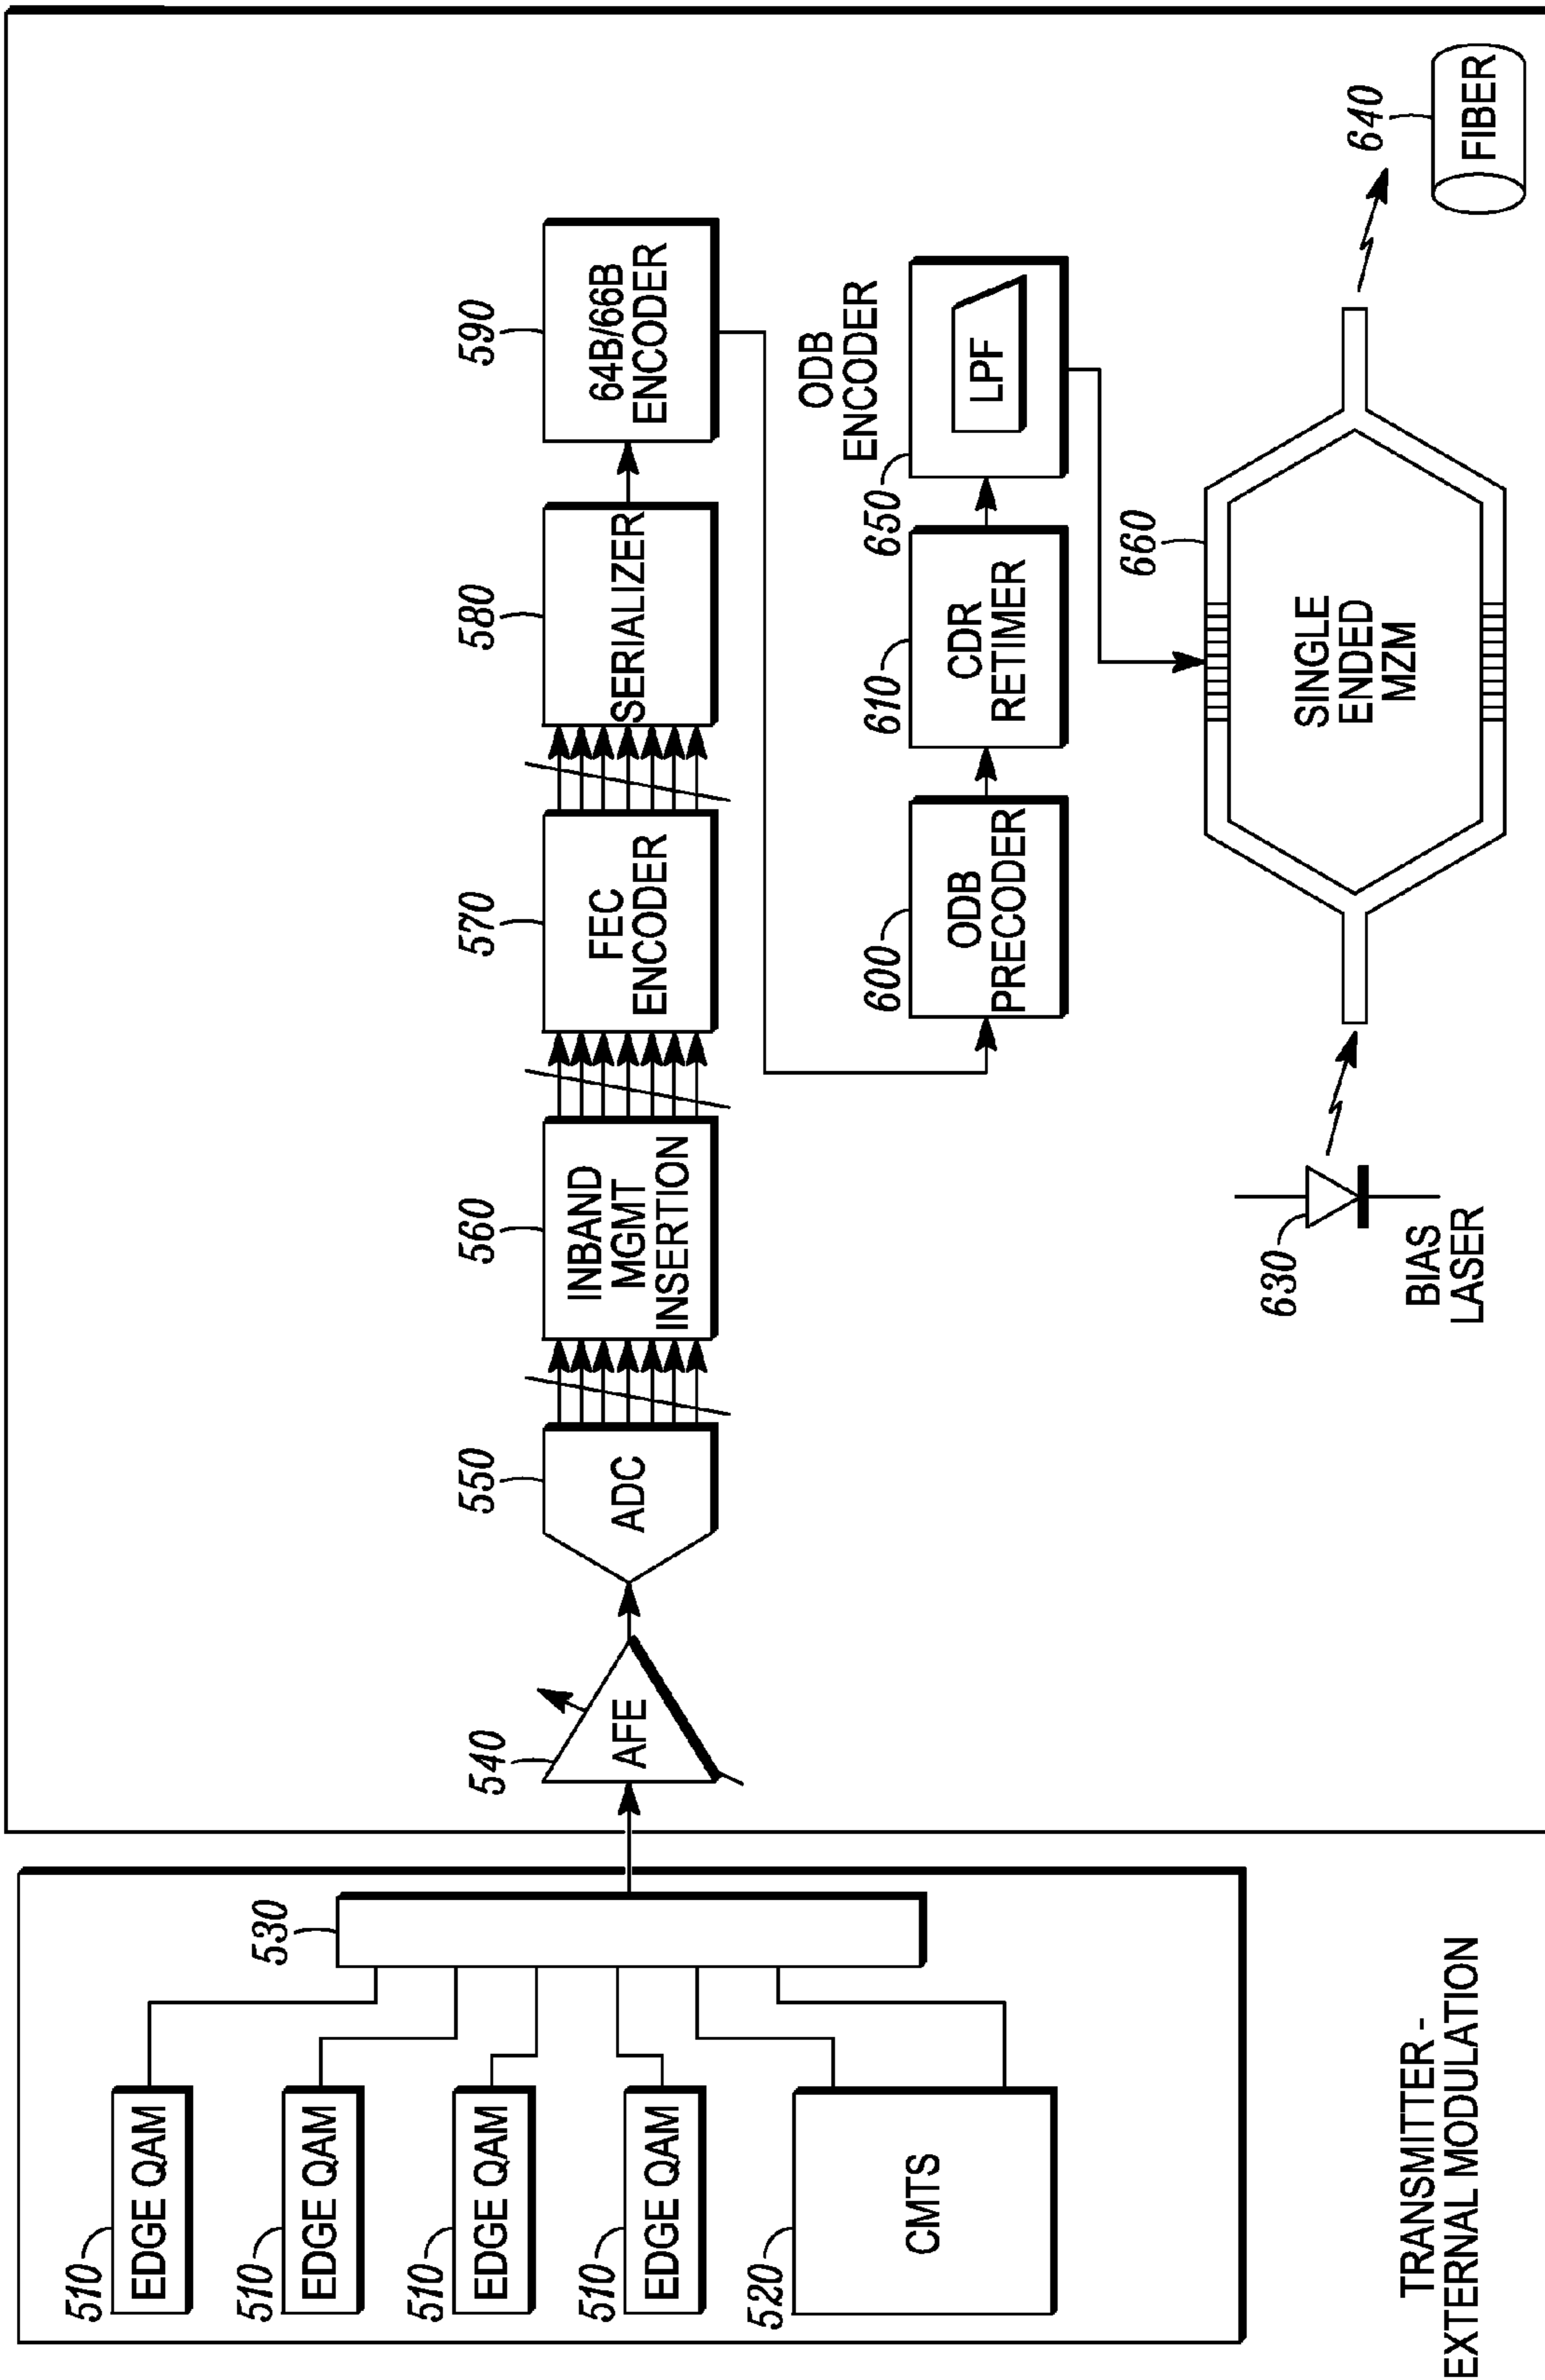 510
EDGE QAM
510
EDGE QAM
510
EDGE QAM
510
EDGE QAM
520
CMTS
530
540
AFE
550
ADC
560
INBAND
MGMT
INSERTION
570
FEC
ENCODER
580
SERIALIZER
590
64B/66B
ENCODER
600
ODB
PRECODER
610
CDR
RETIMER
650
ODB
ENCODER
LPF
660
SINGLE
ENDED
MZM
630
BIAS
LASER
640
FIBER
TRANSMITTER -
EXTERNAL MODULATION